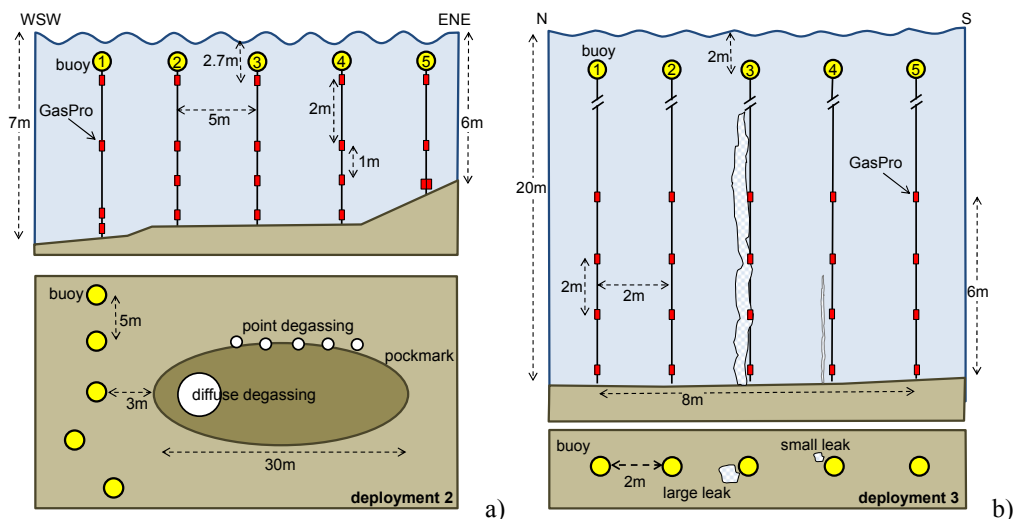 WSW
ENE
buoy 1 2 3 4 5
2.7m
GasPro
7m
2m
5m
1m
6m
buoy
5m
point degassing
pockmark
diffuse degassing
3m
30m
deployment 2
a)
N
S
2m
buoy
1 2 3 4 5
GasPro
20m
2m
2m
6m
8m
buoy
small leak
2m
large leak
deployment 3
b)